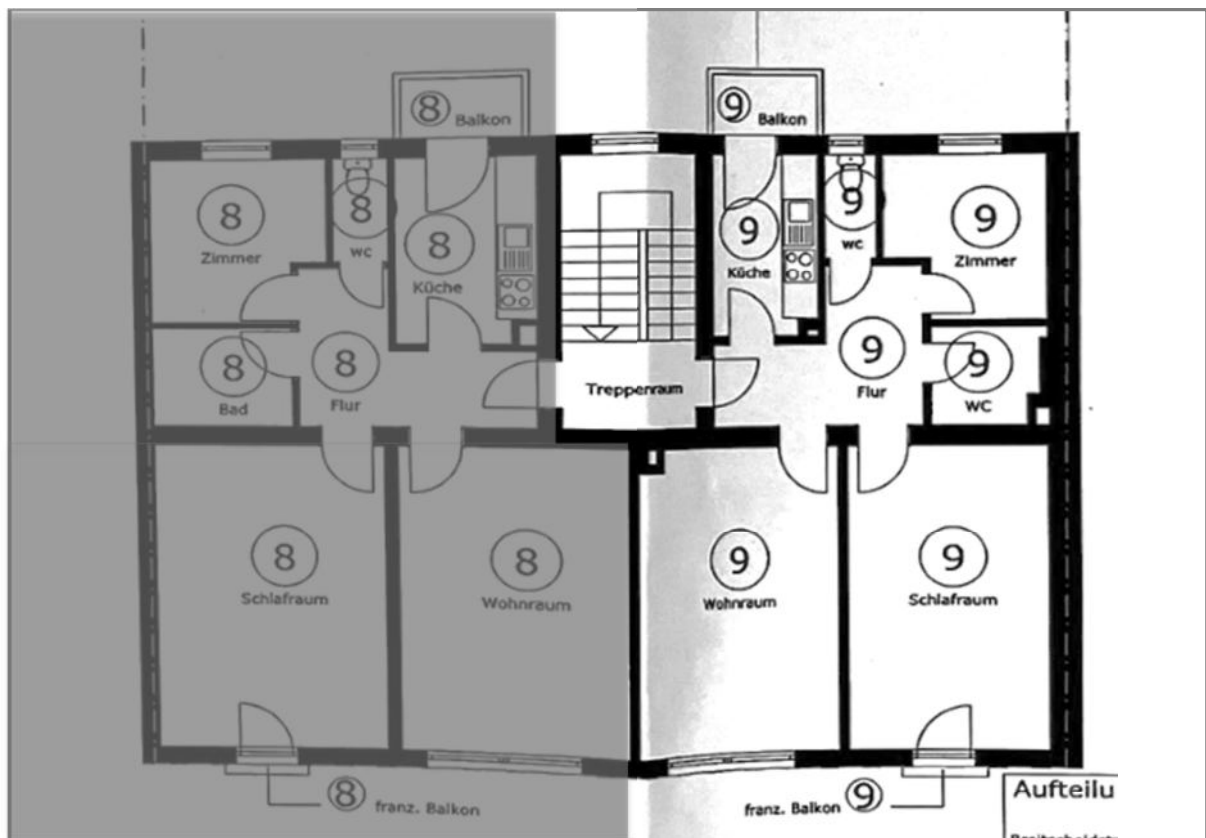 8 Balkon
9 Balkon
8
Zimmer
8
WC
8
Küche
9
Küche
9
WC
9
Zimmer
8
Bad
8
Flur
Treppenraum
9
Flur
9
WC
8
Schlafraum
8
Wohnraum
9
Wohnraum
9
Schlafraum
8 franz. Balkon
franz. Balkon 9
Aufteilu